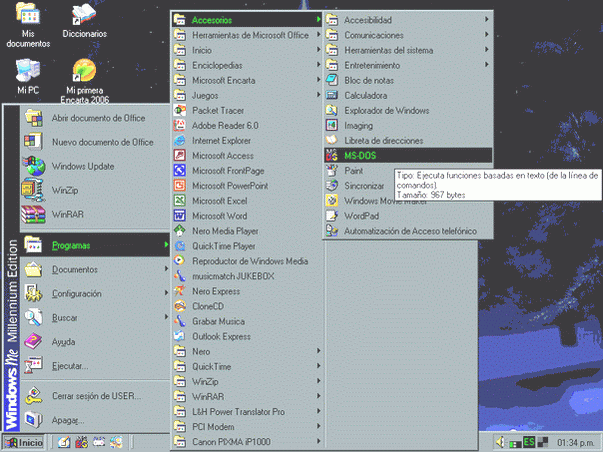 Mis
documentos
Diccionarios
Mi PC
Mi primera
Encarta 2006
Windows Me Millennium Edition
Abrir documento de Office
Nuevo documento de Office
Windows Update
WinZip
WinRAR
Programas
Documentos
Configuración
Buscar
Ayuda
Ejecutar...
Cerrar sesión de USER...
Apagar...
Accesorios
Herramientas de Microsoft Office
Inicio
Enciclopedias
Microsoft Encarta
Juegos
Packet Tracer
Adobe Reader 6.0
Internet Explorer
Microsoft Access
Microsoft FrontPage
Microsoft PowerPoint
Microsoft Excel
Microsoft Word
Nero Media Player
QuickTime Player
Reproductor de Windows Media
musicmatch JUKEBOX
Nero Express
CloneCD
Grabar Musica
Outlook Express
Nero
QuickTime
WinZip
WinRAR
L&H Power Translator Pro
PCI Modem
Canon PIXMA iP1000
Accesibilidad
Comunicaciones
Herramientas del sistema
Entretenimiento
Bloc de notas
Calculadora
Explorador de Windows
Imaging
Libreta de direcciones
MS-DOS
Paint
Sincronizar
Windows Movie Maker
WordPad
Automatización de Acceso telefónico
Tipo: Ejecuta funciones basadas en texto (de la línea de
comandos).
Tamaño: 967 bytes
Inicio
ES
01:34 p.m.